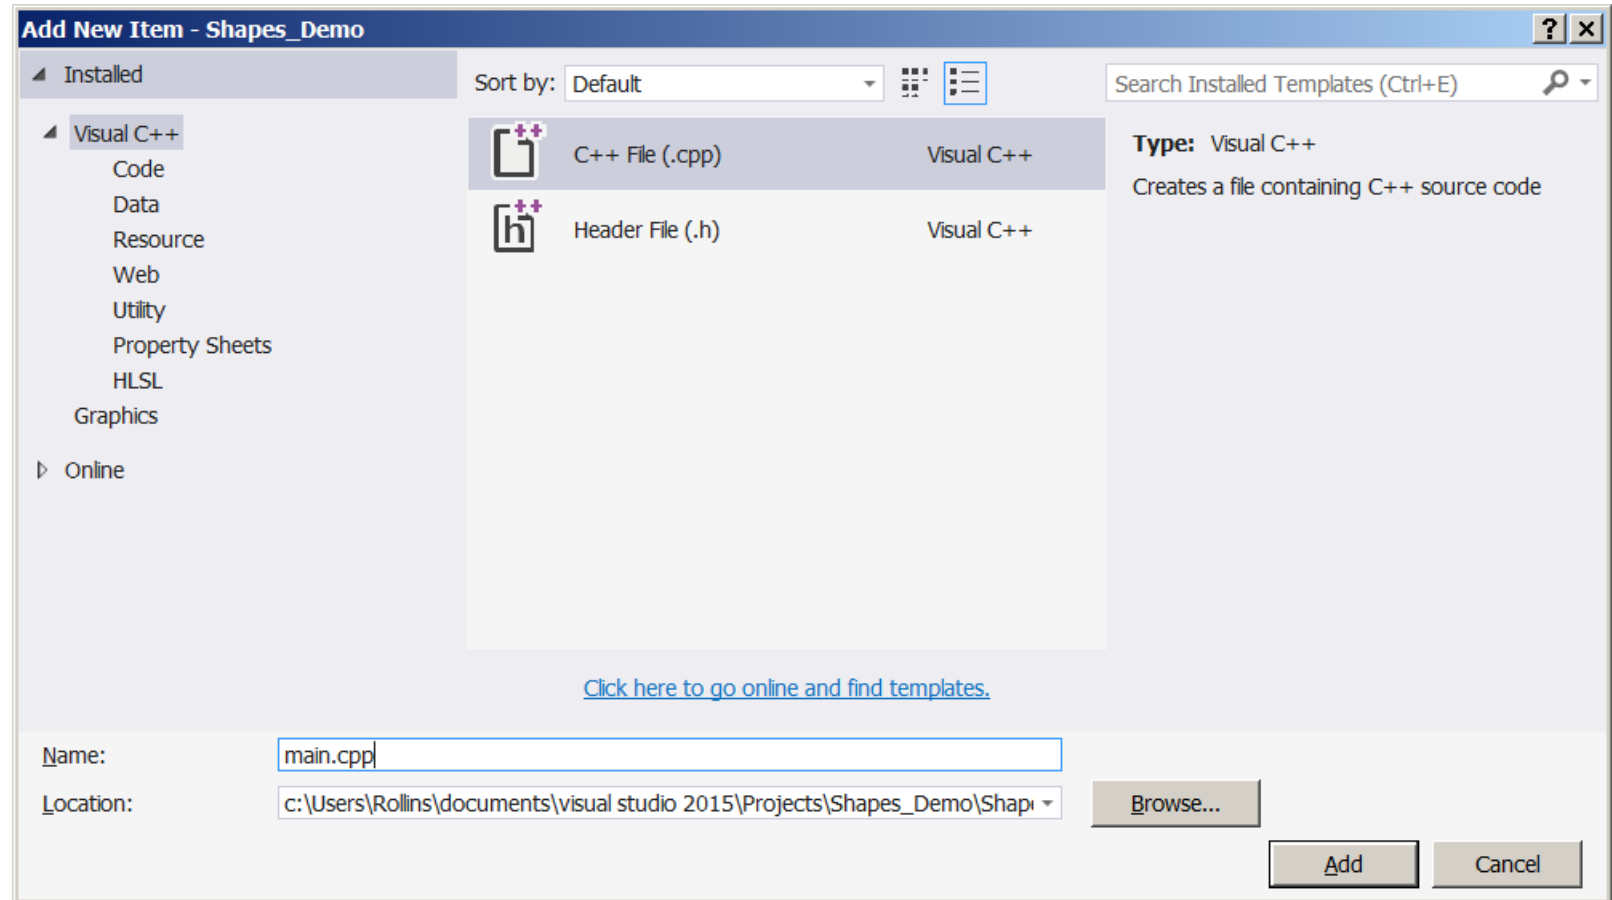 Add New Item - Shapes_Demo
Installed
Visual C++
Code
Data
Resource
Web
Utility
Property Sheets
HLSL
Graphics
Online
Sort by: Default
C++ File (.cpp) Visual C++
Header File (.h) Visual C++
Search Installed Templates (Ctrl+E)
Type: Visual C++
Creates a file containing C++ source code
Click here to go online and find templates.
Name: main.cpp
Location: c:\Users\Rollins\documents\visual studio 2015\Projects\Shapes_Demo\Shap
Browse...
Add Cancel